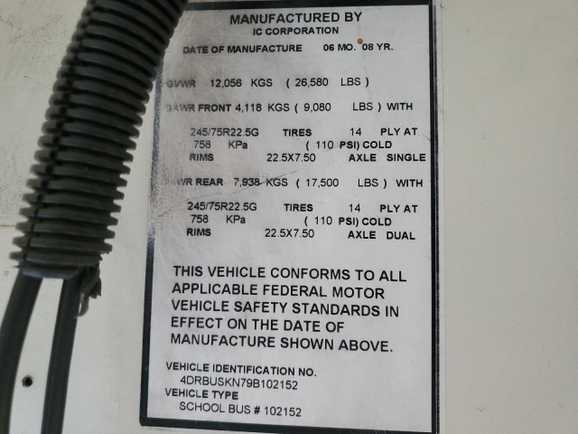 MANUFACTURED BY
IC CORPORATION
DATE OF MANUFACTURE 06 MO. 08 YR.
GVWR 12,056 KGS ( 26,580 LBS )
GAWR FRONT 4,118 KGS ( 9,080 LBS ) WITH
245/75R22.5G TIRES 14 PLY AT
758 KPa ( 110 PSI) COLD
RIMS 22.5X7.50 AXLE SINGLE
GAWR REAR 7,938 KGS ( 17,500 LBS ) WITH
245/75R22.5G TIRES 14 PLY AT
758 KPa ( 110 PSI) COLD
RIMS 22.5X7.50 AXLE DUAL
THIS VEHICLE CONFORMS TO ALL
APPLICABLE FEDERAL MOTOR
VEHICLE SAFETY STANDARDS IN
EFFECT ON THE DATE OF
MANUFACTURE SHOWN ABOVE.
VEHICLE IDENTIFICATION NO.
4DRBUSKN79B102152
VEHICLE TYPE
SCHOOL BUS # 102152